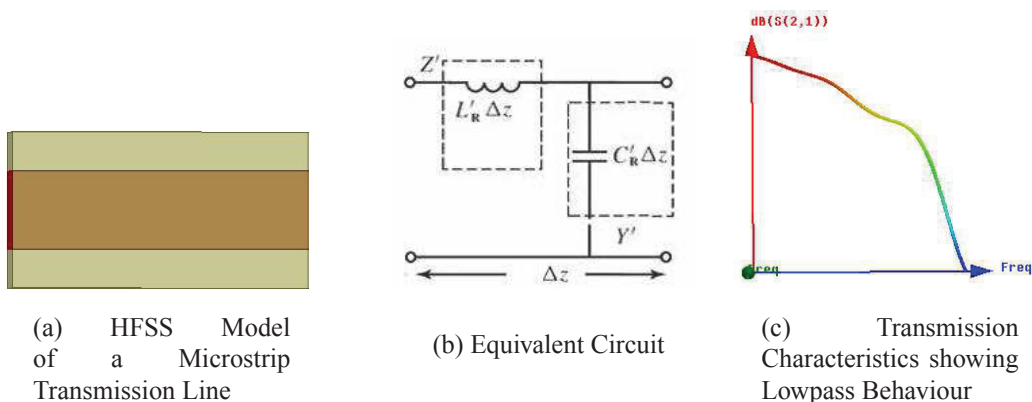 dB(S(2,1))
Z′
L′R Δz
C′R Δz
Y′
Δz
Freq
Freq
(a) HFSS Model
of a Microstrip
Transmission Line
(b) Equivalent Circuit
(c) Transmission
Characteristics showing
Lowpass Behaviour